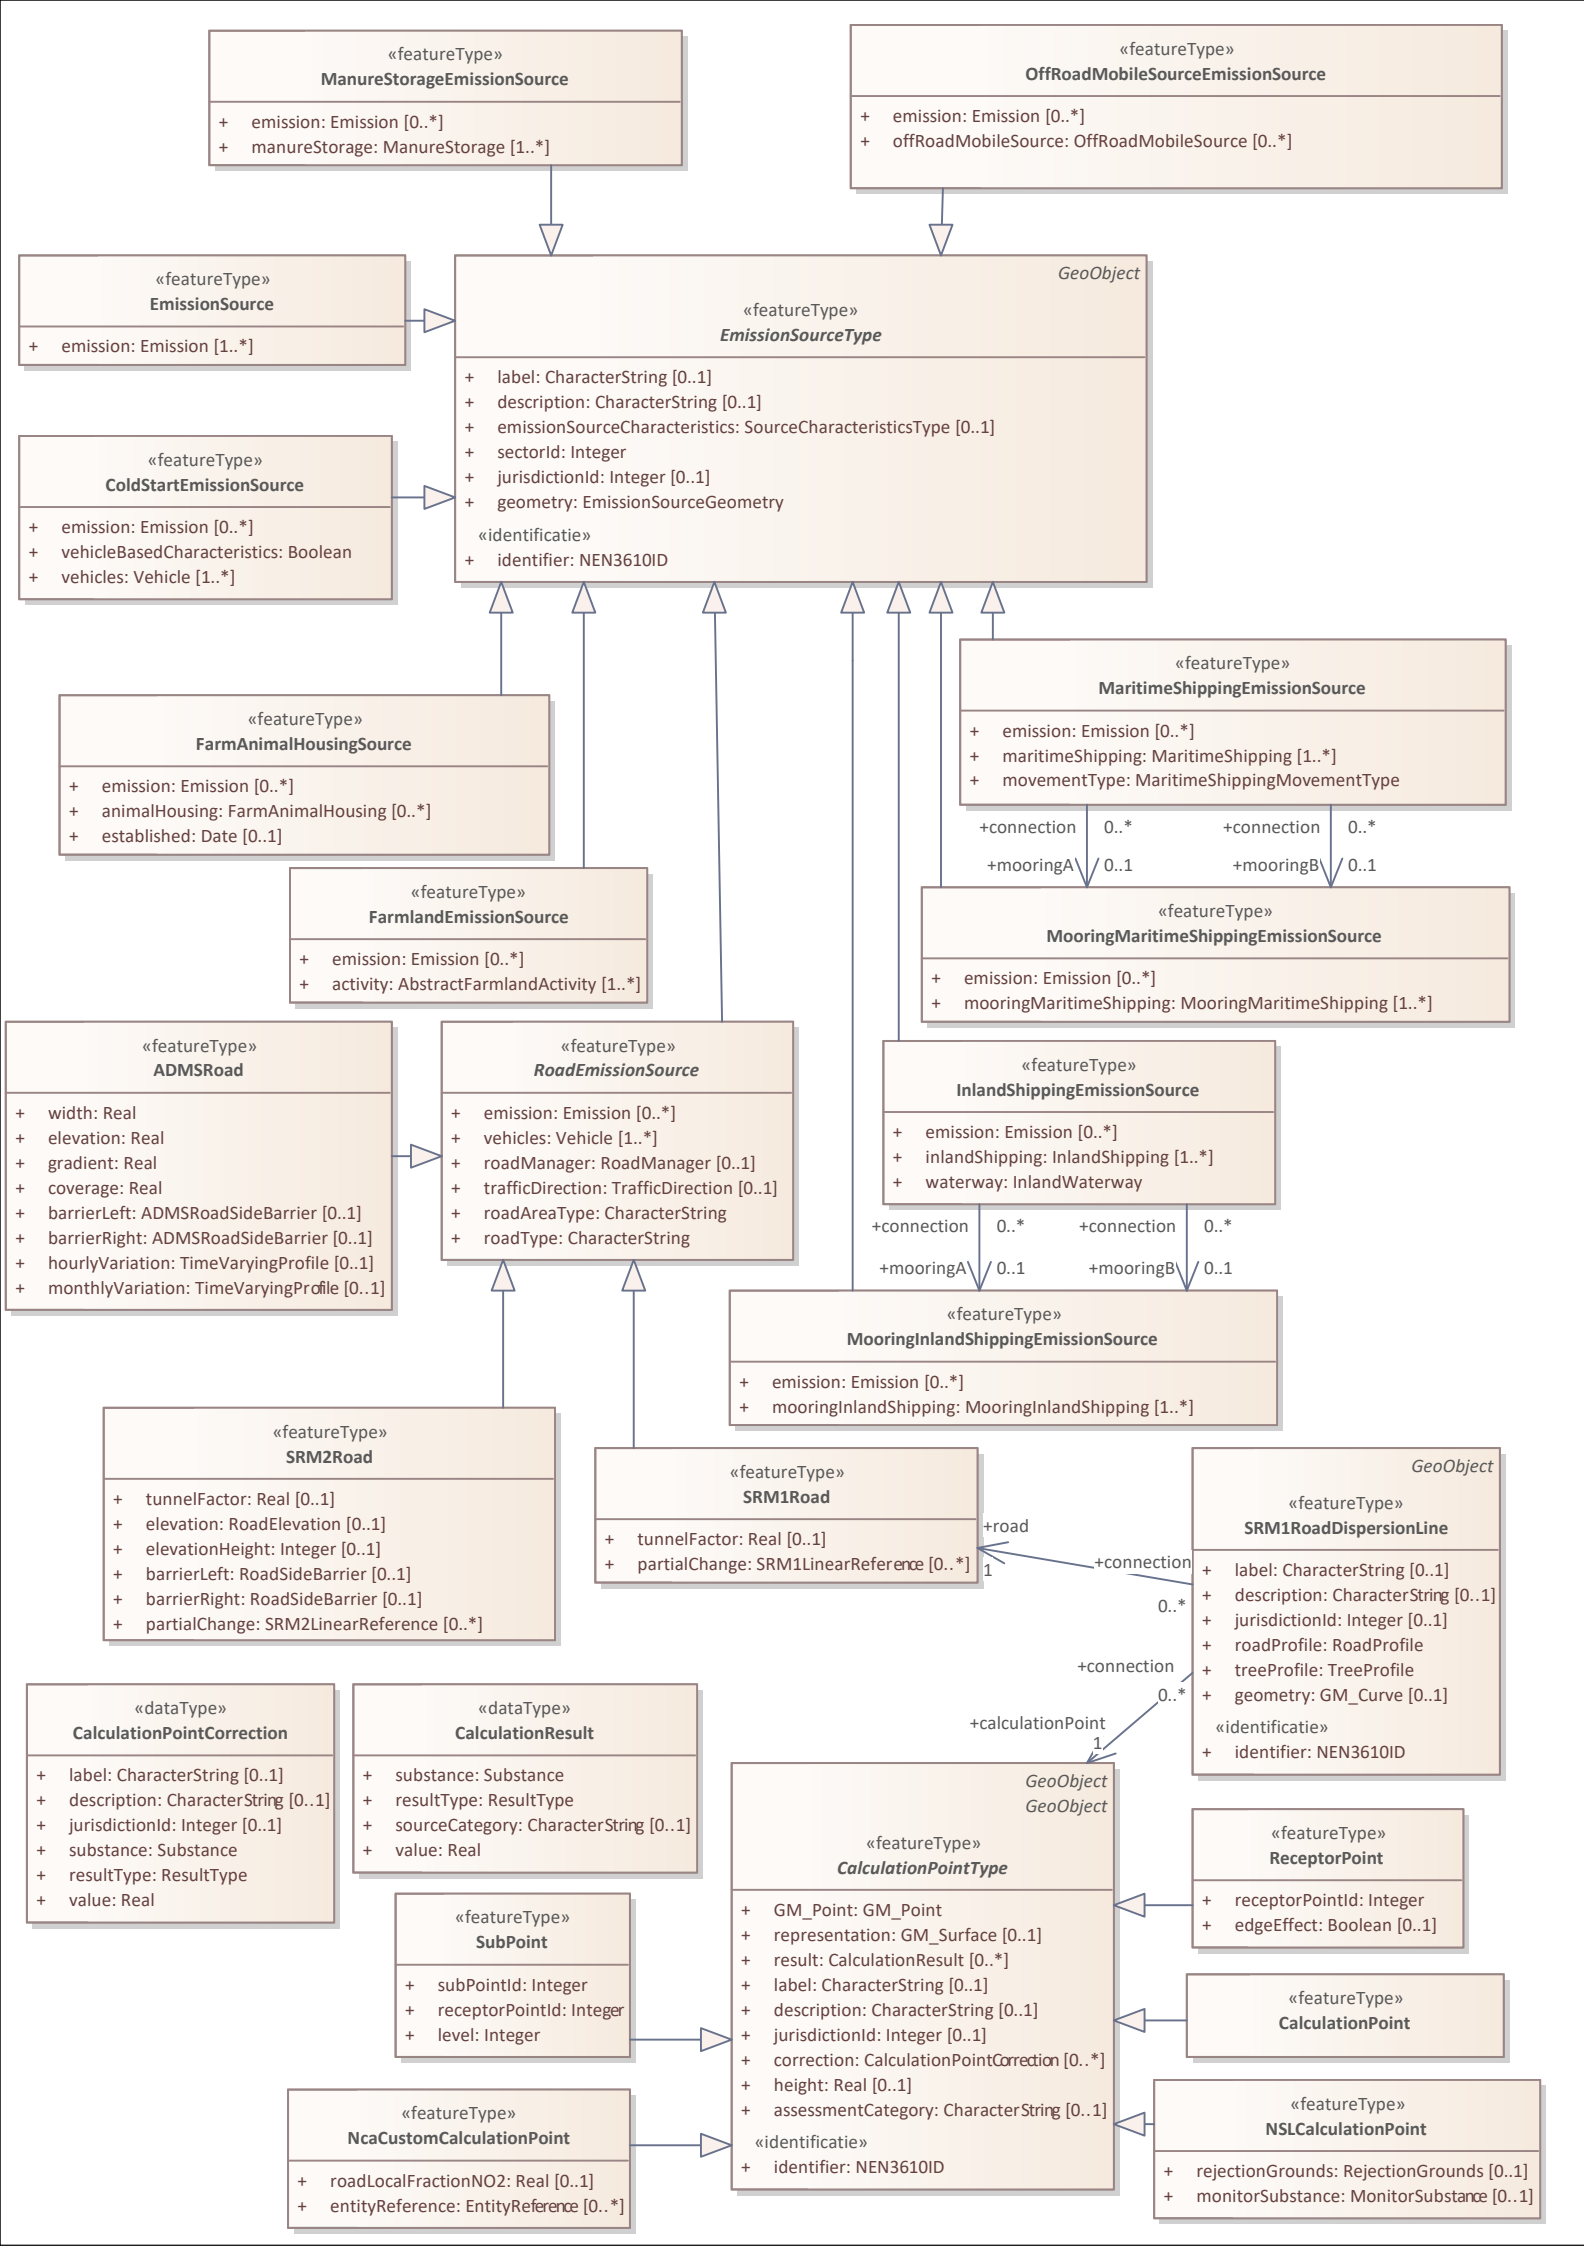 «featureType»
ManureStorageEmissionSource
+ emission: Emission [0..*]
+ manureStorage: ManureStorage [1..*]
«featureType»
OffRoadMobileSourceEmissionSource
+ emission: Emission [0..*]
+ offRoadMobileSource: OffRoadMobileSource [0..*]
«featureType»
EmissionSource
+ emission: Emission [1..*]
GeoObject
«featureType»
EmissionSourceType
+ label: CharacterString [0..1]
+ description: CharacterString [0..1]
+ emissionSourceCharacteristics: SourceCharacteristicsType [0..1]
+ sectorId: Integer
+ jurisdictionId: Integer [0..1]
+ geometry: EmissionSourceGeometry
«identificatie»
+ identifier: NEN3610ID
«featureType»
ColdStartEmissionSource
+ emission: Emission [0..*]
+ vehicleBasedCharacteristics: Boolean
+ vehicles: Vehicle [1..*]
«featureType»
MaritimeShippingEmissionSource
+ emission: Emission [0..*]
+ maritimeShipping: MaritimeShipping [1..*]
+ movementType: MaritimeShippingMovementType
«featureType»
FarmAnimalHousingSource
+ emission: Emission [0..*]
+ animalHousing: FarmAnimalHousing [0..*]
+ established: Date [0..1]
+connection 0..*
+mooringA 0..1
+connection 0..*
+mooringB 0..1
«featureType»
FarmlandEmissionSource
+ emission: Emission [0..*]
+ activity: AbstractFarmlandActivity [1..*]
«featureType»
MooringMaritimeShippingEmissionSource
+ emission: Emission [0..*]
+ mooringMaritimeShipping: MooringMaritimeShipping [1..*]
«featureType»
ADMSRoad
+ width: Real
+ elevation: Real
+ gradient: Real
+ coverage: Real
+ barrierLeft: ADMSRoadSideBarrier [0..1]
+ barrierRight: ADMSRoadSideBarrier [0..1]
+ hourlyVariation: TimeVaryingProfile [0..1]
+ monthlyVariation: TimeVaryingProfile [0..1]
«featureType»
RoadEmissionSource
+ emission: Emission [0..*]
+ vehicles: Vehicle [1..*]
+ roadManager: RoadManager [0..1]
+ trafficDirection: TrafficDirection [0..1]
+ roadAreaType: CharacterString
+ roadType: CharacterString
«featureType»
InlandShippingEmissionSource
+ emission: Emission [0..*]
+ inlandShipping: InlandShipping [1..*]
+ waterway: InlandWaterway
+connection 0..*
+mooringA 0..1
+connection 0..*
+mooringB 0..1
«featureType»
MooringInlandShippingEmissionSource
+ emission: Emission [0..*]
+ mooringInlandShipping: MooringInlandShipping [1..*]
«featureType»
SRM2Road
+ tunnelFactor: Real [0..1]
+ elevation: RoadElevation [0..1]
+ elevationHeight: Integer [0..1]
+ barrierLeft: RoadSideBarrier [0..1]
+ barrierRight: RoadSideBarrier [0..1]
+ partialChange: SRM2LinearReference [0..*]
«featureType»
SRM1Road
+ tunnelFactor: Real [0..1]
+ partialChange: SRM1LinearReference [0..*]
+road
1
+connection
0..*
GeoObject
«featureType»
SRM1RoadDispersionLine
+ label: CharacterString [0..1]
+ description: CharacterString [0..1]
+ jurisdictionId: Integer [0..1]
+ roadProfile: RoadProfile
+ treeProfile: TreeProfile
+ geometry: GM_Curve [0..1]
«identificatie»
+ identifier: NEN3610ID
+connection
0..*
+calculationPoint
1
«dataType»
CalculationPointCorrection
+ label: CharacterString [0..1]
+ description: CharacterString [0..1]
+ jurisdictionId: Integer [0..1]
+ substance: Substance
+ resultType: ResultType
+ value: Real
«dataType»
CalculationResult
+ substance: Substance
+ resultType: ResultType
+ sourceCategory: CharacterString [0..1]
+ value: Real
GeoObject
GeoObject
«featureType»
CalculationPointType
+ GM_Point: GM_Point
+ representation: GM_Surface [0..1]
+ result: CalculationResult [0..*]
+ label: CharacterString [0..1]
+ description: CharacterString [0..1]
+ jurisdictionId: Integer [0..1]
+ correction: CalculationPointCorrection [0..*]
+ height: Real [0..1]
+ assessmentCategory: CharacterString [0..1]
«identificatie»
+ identifier: NEN3610ID
«featureType»
ReceptorPoint
+ receptorPointId: Integer
+ edgeEffect: Boolean [0..1]
«featureType»
SubPoint
+ subPointId: Integer
+ receptorPointId: Integer
+ level: Integer
«featureType»
CalculationPoint
«featureType»
NcaCustomCalculationPoint
+ roadLocalFractionNO2: Real [0..1]
+ entityReference: EntityReference [0..*]
«featureType»
NSLCalculationPoint
+ rejectionGrounds: RejectionGrounds [0..1]
+ monitorSubstance: MonitorSubstance [0..1]